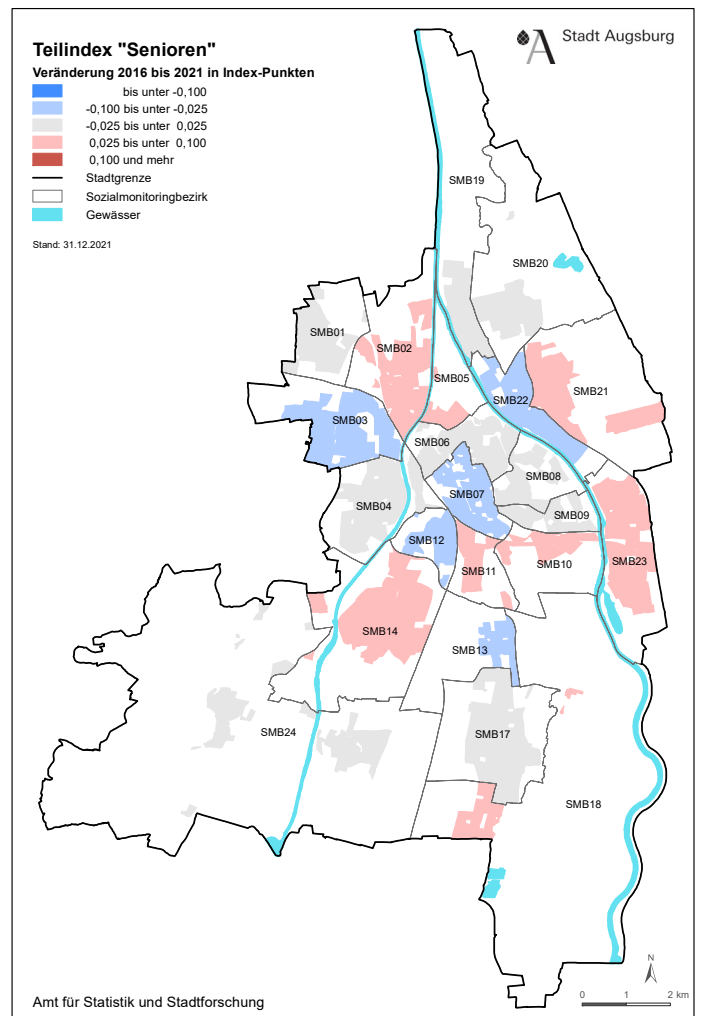 Teilindex "Senioren"
Stadt Augsburg
Veränderung 2016 bis 2021 in Index-Punkten
bis unter -0,100
-0,100 bis unter -0,025
-0,025 bis unter 0,025
0,025 bis unter 0,100
0,100 und mehr
Stadtgrenze
Sozialmonitoringbezirk
Gewässer
Stand: 31.12.2021
SMB19
SMB20
SMB01
SMB02
SMB05
SMB21
SMB22
SMB03
SMB06
SMB08
SMB07
SMB04
SMB09
SMB12
SMB10
SMB23
SMB11
SMB14
SMB13
SMB24
SMB17
SMB18
N
0 1 2 km
Amt für Statistik und Stadtforschung